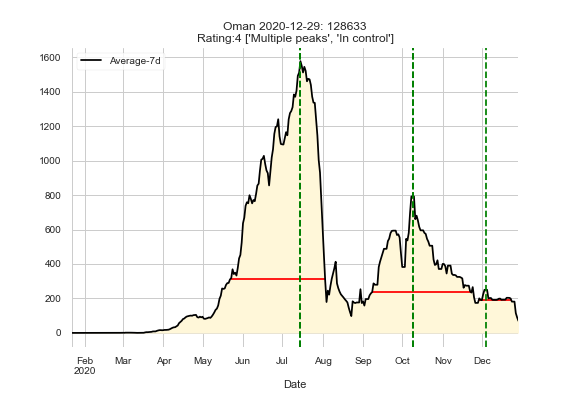 Oman 2020-12-29: 128633
Rating:4 ['Multiple peaks', 'In control']
Average-7d
1600
1400
1200
1000
800
600
400
200
0
Feb Mar Apr May Jun Jul Aug Sep Oct Nov Dec
2020
Date